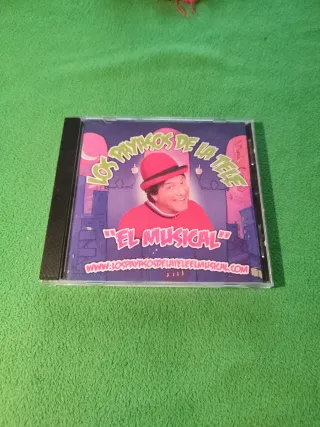 LOS PAYASOS DE LA TELE
"EL MUSICAL"
WWW.LOSPAYASOSDELATELEELMUSICAL.COM